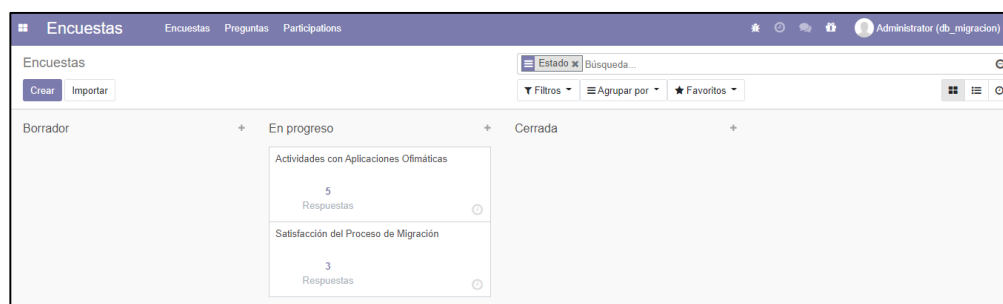 Encuestas Encuestas Preguntas Participations Administrator (db_migracion)
Encuestas Estado × Búsqueda...
Crear Importar Filtros Agrupar por Favoritos
Borrador + En progreso + Cerrada +
Actividades con Aplicaciones Ofimáticas
5
Respuestas
Satisfacción del Proceso de Migración
3
Respuestas